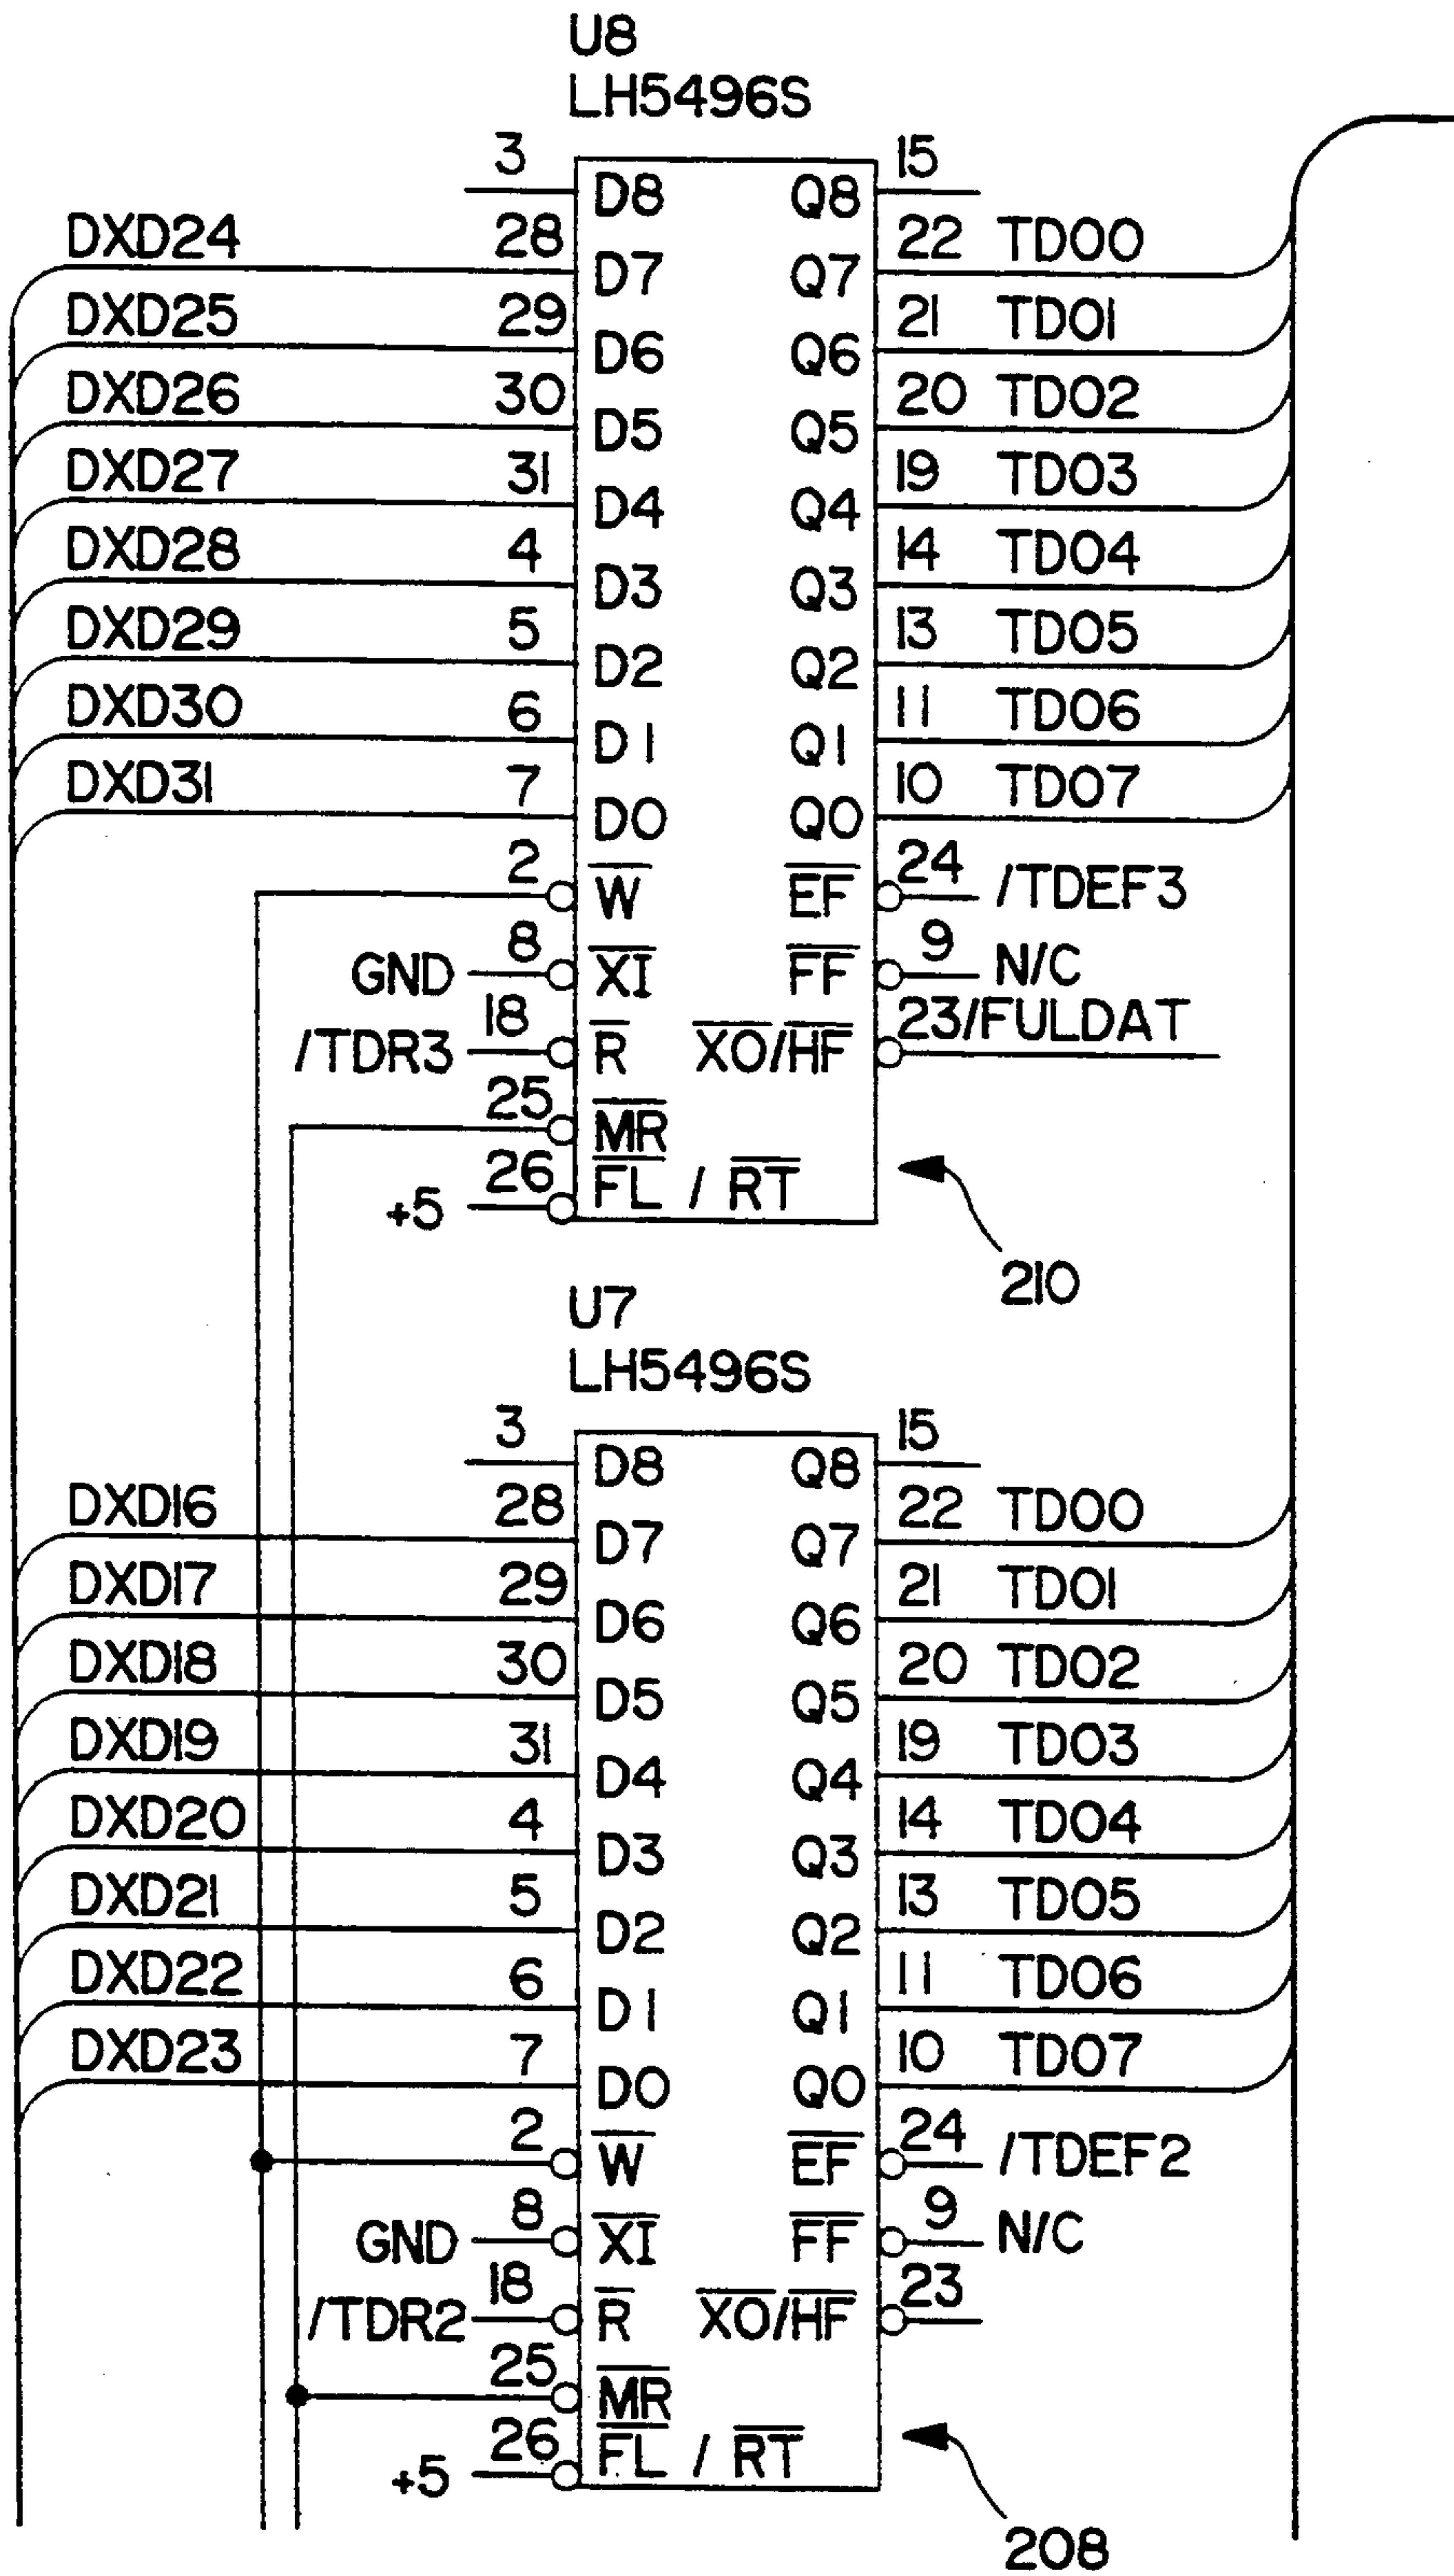 U8
LH5496S
3 D8 Q8 15
DXD24 28 D7 Q7 22 TD00
DXD25 29 D6 Q6 21 TD01
DXD26 30 D5 Q5 20 TD02
DXD27 31 D4 Q4 19 TD03
DXD28 4 D3 Q3 14 TD04
DXD29 5 D2 Q2 13 TD05
DXD30 6 D1 Q1 11 TD06
DXD31 7 D0 Q0 10 TD07
2 W EF 24 /TDEF3
GND 8 XI FF 9 N/C
/TDR3 18 R XO/HF 23 /FULDAT
25 MR
+5 26 FL / RT
210
U7
LH5496S
3 D8 Q8 15
DXD16 28 D7 Q7 22 TD00
DXD17 29 D6 Q6 21 TD01
DXD18 30 D5 Q5 20 TD02
DXD19 31 D4 Q4 19 TD03
DXD20 4 D3 Q3 14 TD04
DXD21 5 D2 Q2 13 TD05
DXD22 6 D1 Q1 11 TD06
DXD23 7 D0 Q0 10 TD07
2 W EF 24 /TDEF2
GND 8 XI FF 9 N/C
/TDR2 18 R XO/HF 23
25 MR
+5 26 FL / RT
208